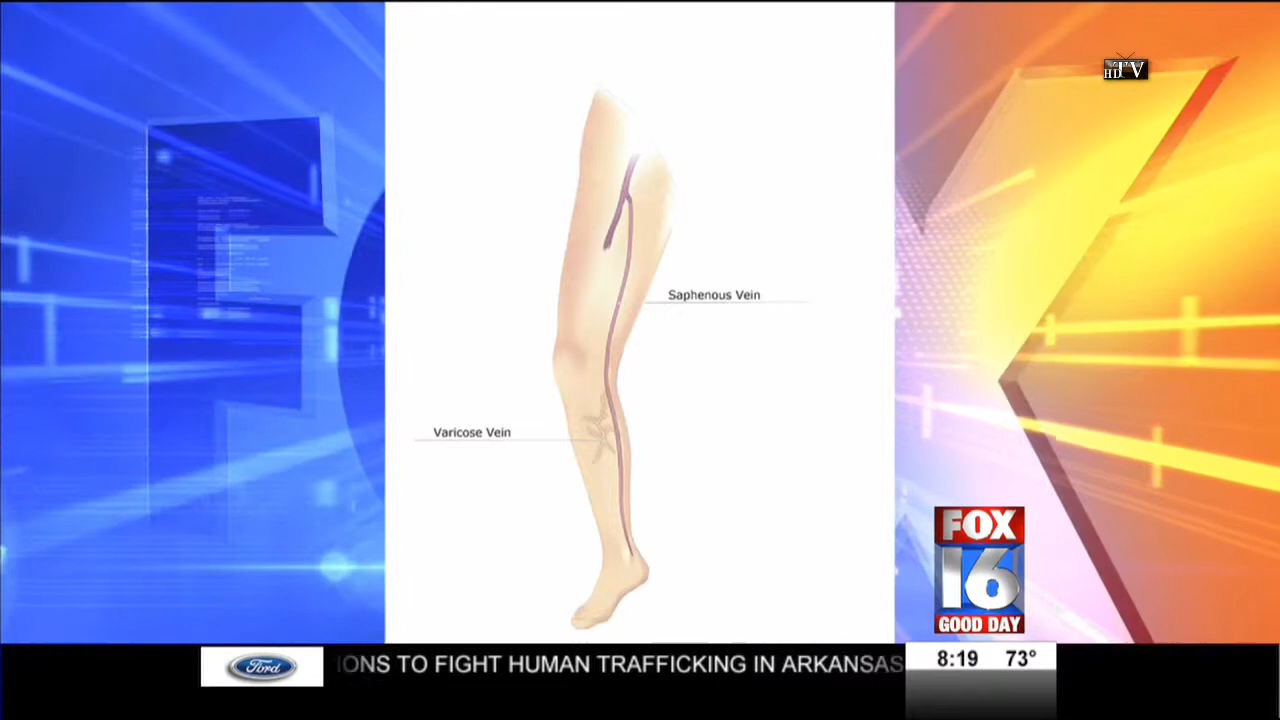 HDTV
Saphenous Vein
Varicose Vein
FOX
16
GOOD DAY
Ford
IONS TO FIGHT HUMAN TRAFFICKING IN ARKANSAS
8:19 73°